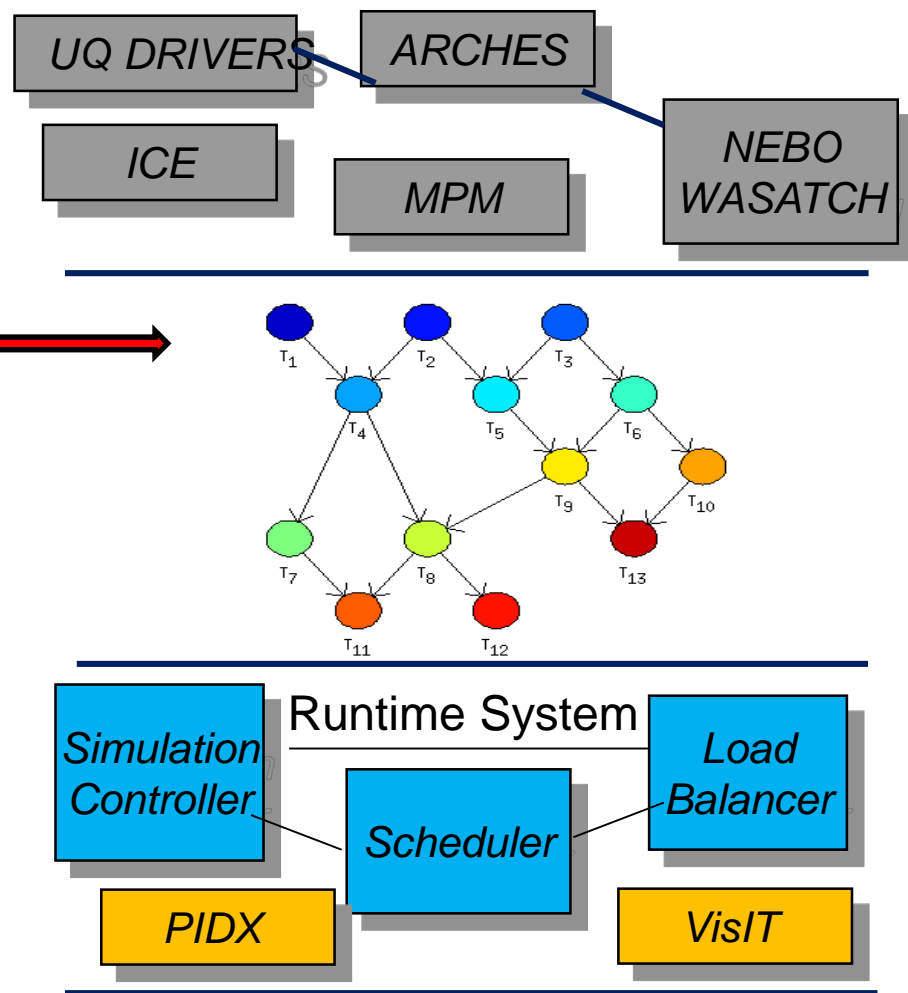 UQ DRIVERS
ARCHES
ICE
MPM
NEBO
WASATCH
T1
T2
T3
T4
T5
T6
T9
T10
T7
T8
T13
T11
T12
Runtime System
Simulation
Controller
Scheduler
Load
Balancer
PIDX
VisIT